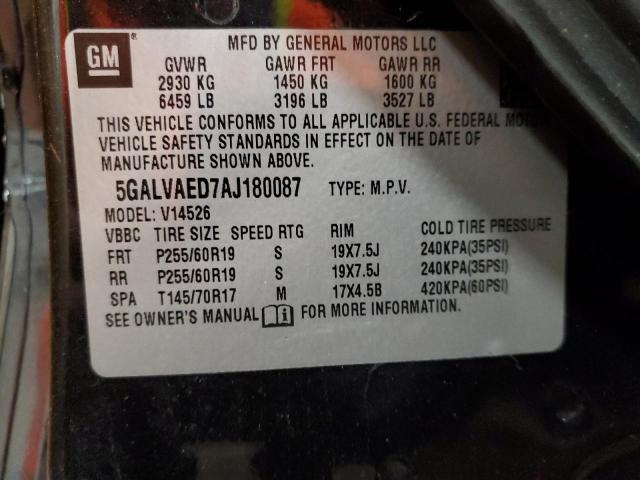 GM
MFD BY GENERAL MOTORS LLC
GVWR GAWR FRT GAWR RR
2930 KG 1450 KG 1600 KG
6459 LB 3196 LB 3527 LB
THIS VEHICLE CONFORMS TO ALL APPLICABLE U.S. FEDERAL
VEHICLE SAFETY STANDARDS IN EFFECT ON THE DATE OF
MANUFACTURE SHOWN ABOVE.
5GALVAED7AJ180087 TYPE: M.P.V.
MODEL: V14526
VBBC TIRE SIZE SPEED RTG RIM COLD TIRE PRESSURE
FRT P255/60R19 S 19X7.5J 240KPA(35PSI)
RR P255/60R19 S 19X7.5J 240KPA(35PSI)
SPA T145/70R17 M 17X4.5B 420KPA(60PSI)
SEE OWNER'S MANUAL FOR MORE INFORMATION.